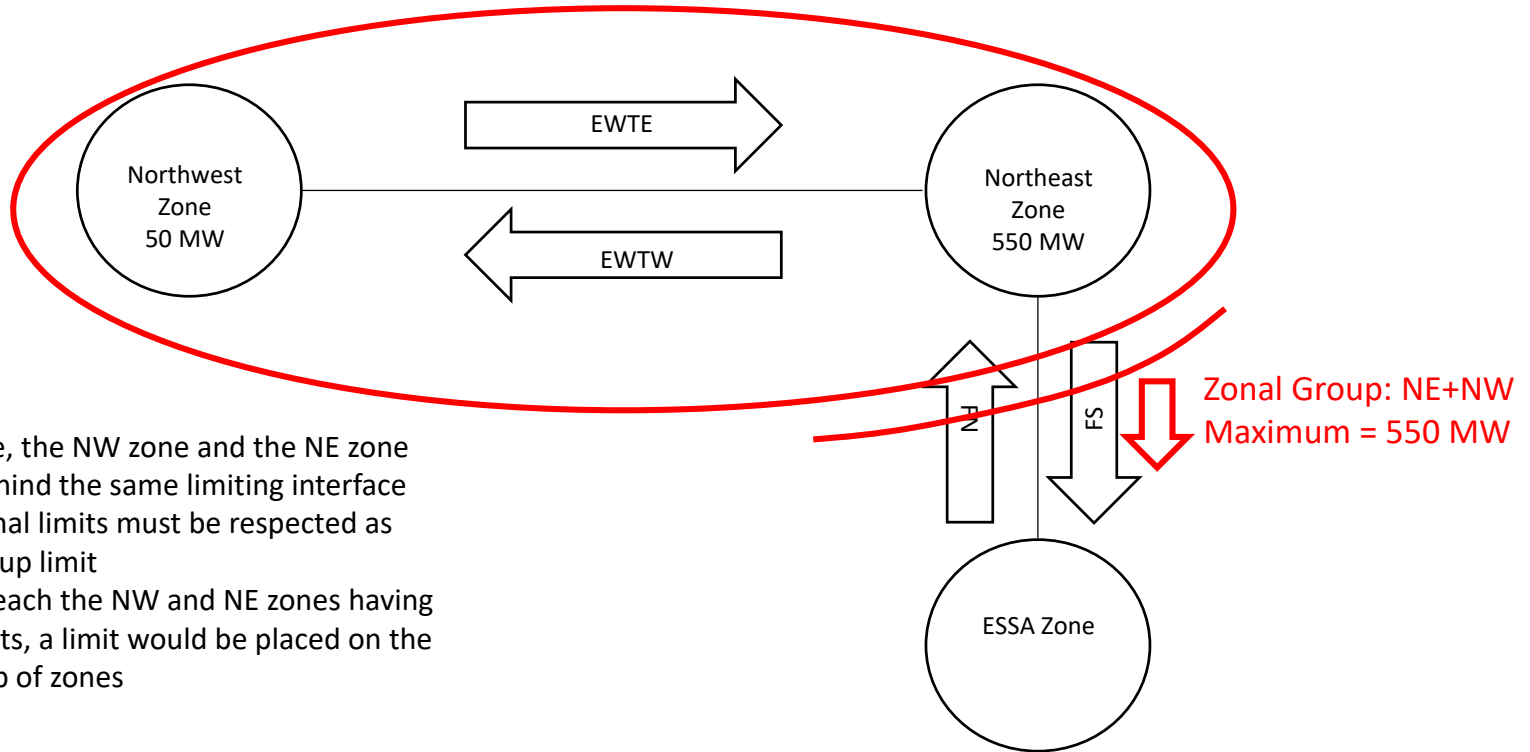 EWTE
Northwest
Zone
50 MW
Northeast
Zone
550 MW
EWTW
Zonal Group: NE+NW
Maximum = 550 MW
FN
FS
e, the NW zone and the NE zone
hind the same limiting interface
nal limits must be respected as
up limit
each the NW and NE zones having
ts, a limit would be placed on the
p of zones
ESSA Zone